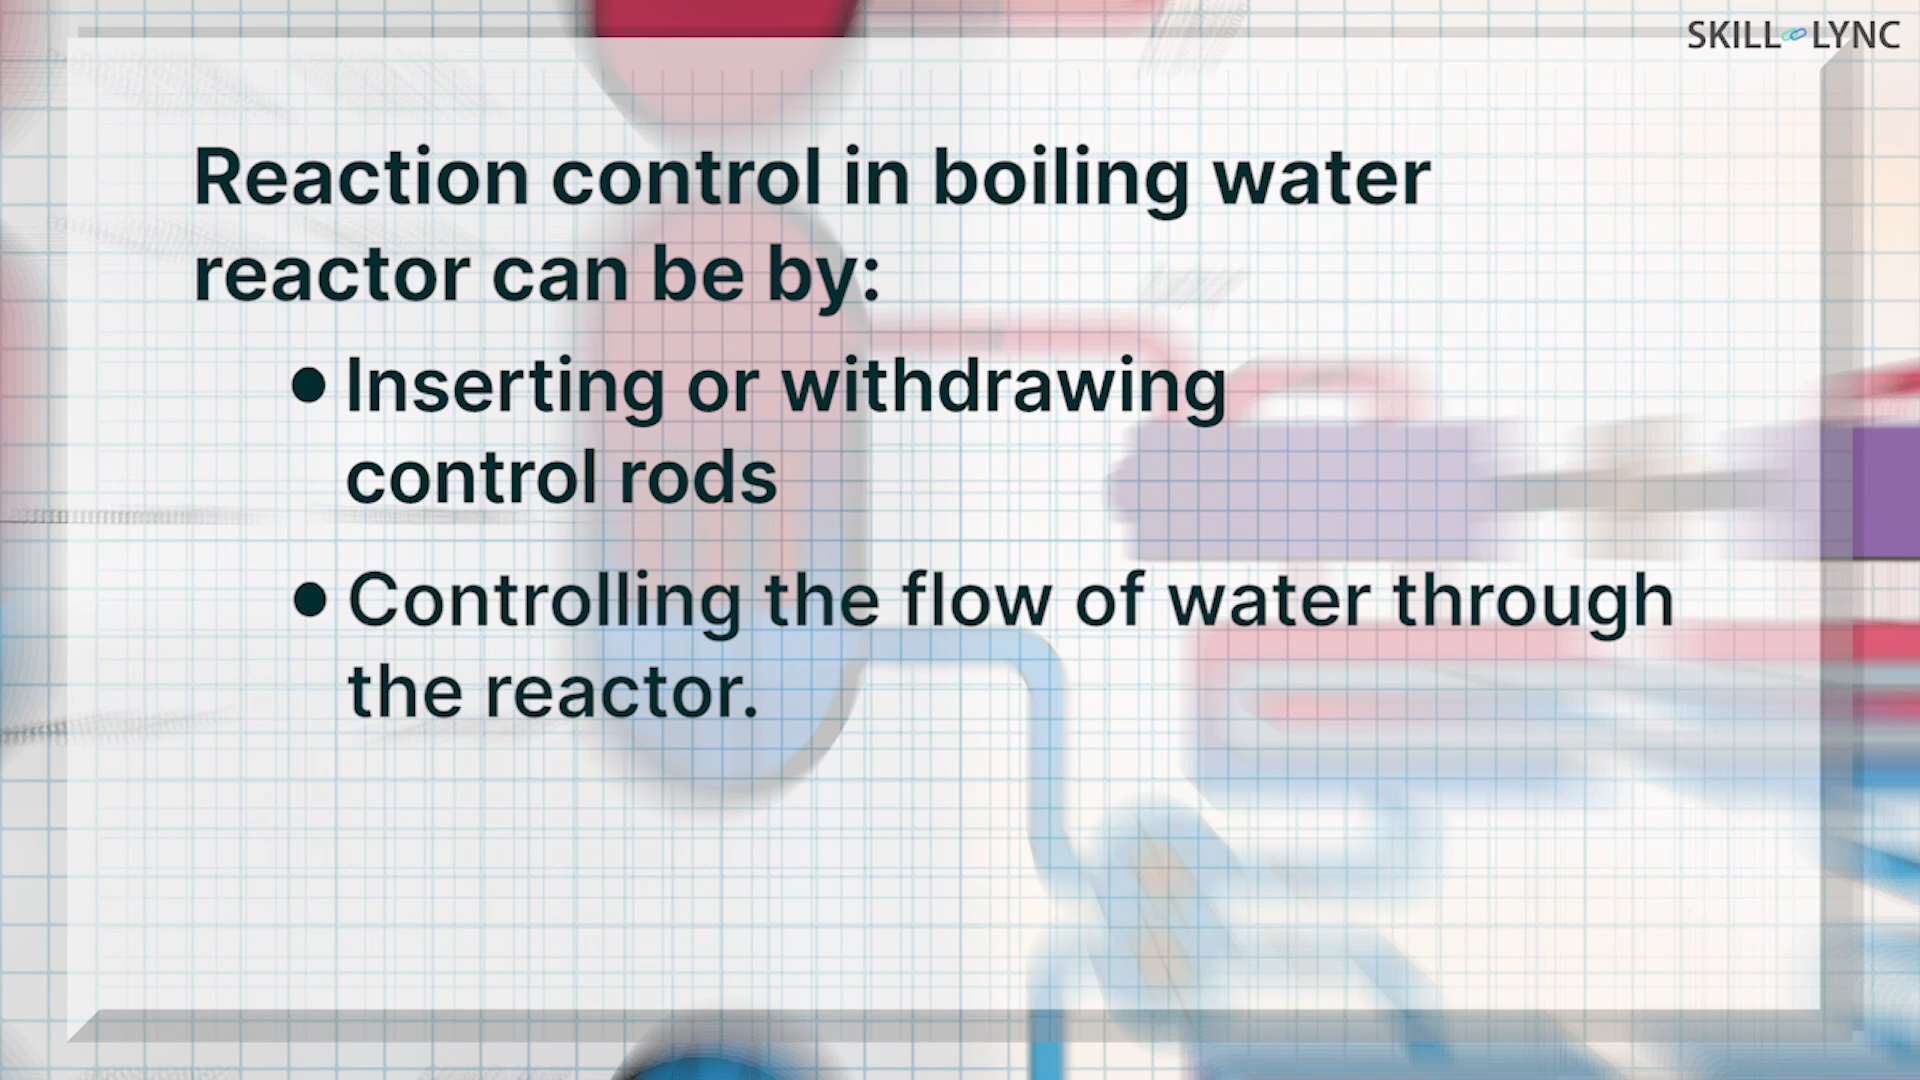 SKILL LYNC
Reaction control in boiling water
reactor can be by:
● Inserting or withdrawing
control rods
● Controlling the flow of water through
the reactor.